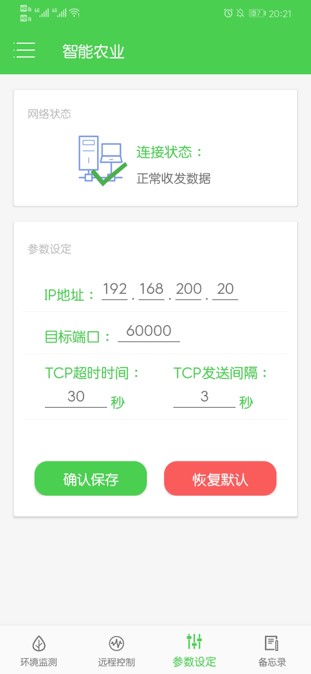 20:21
智能农业
网络状态
连接状态：
正常收发数据
参数设定
IP地址： 192 . 168 . 200 . 20
目标端口： 60000
TCP超时时间： TCP发送间隔：
30 秒 3 秒
确认保存 恢复默认
环境监测 远程控制 参数设定 备忘录